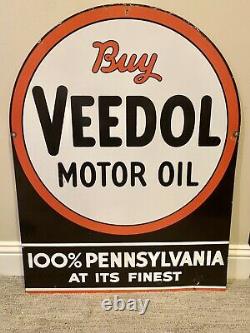 Buy
VEEDOL
MOTOR OIL
100% PENNSYLVANIA
AT ITS FINEST